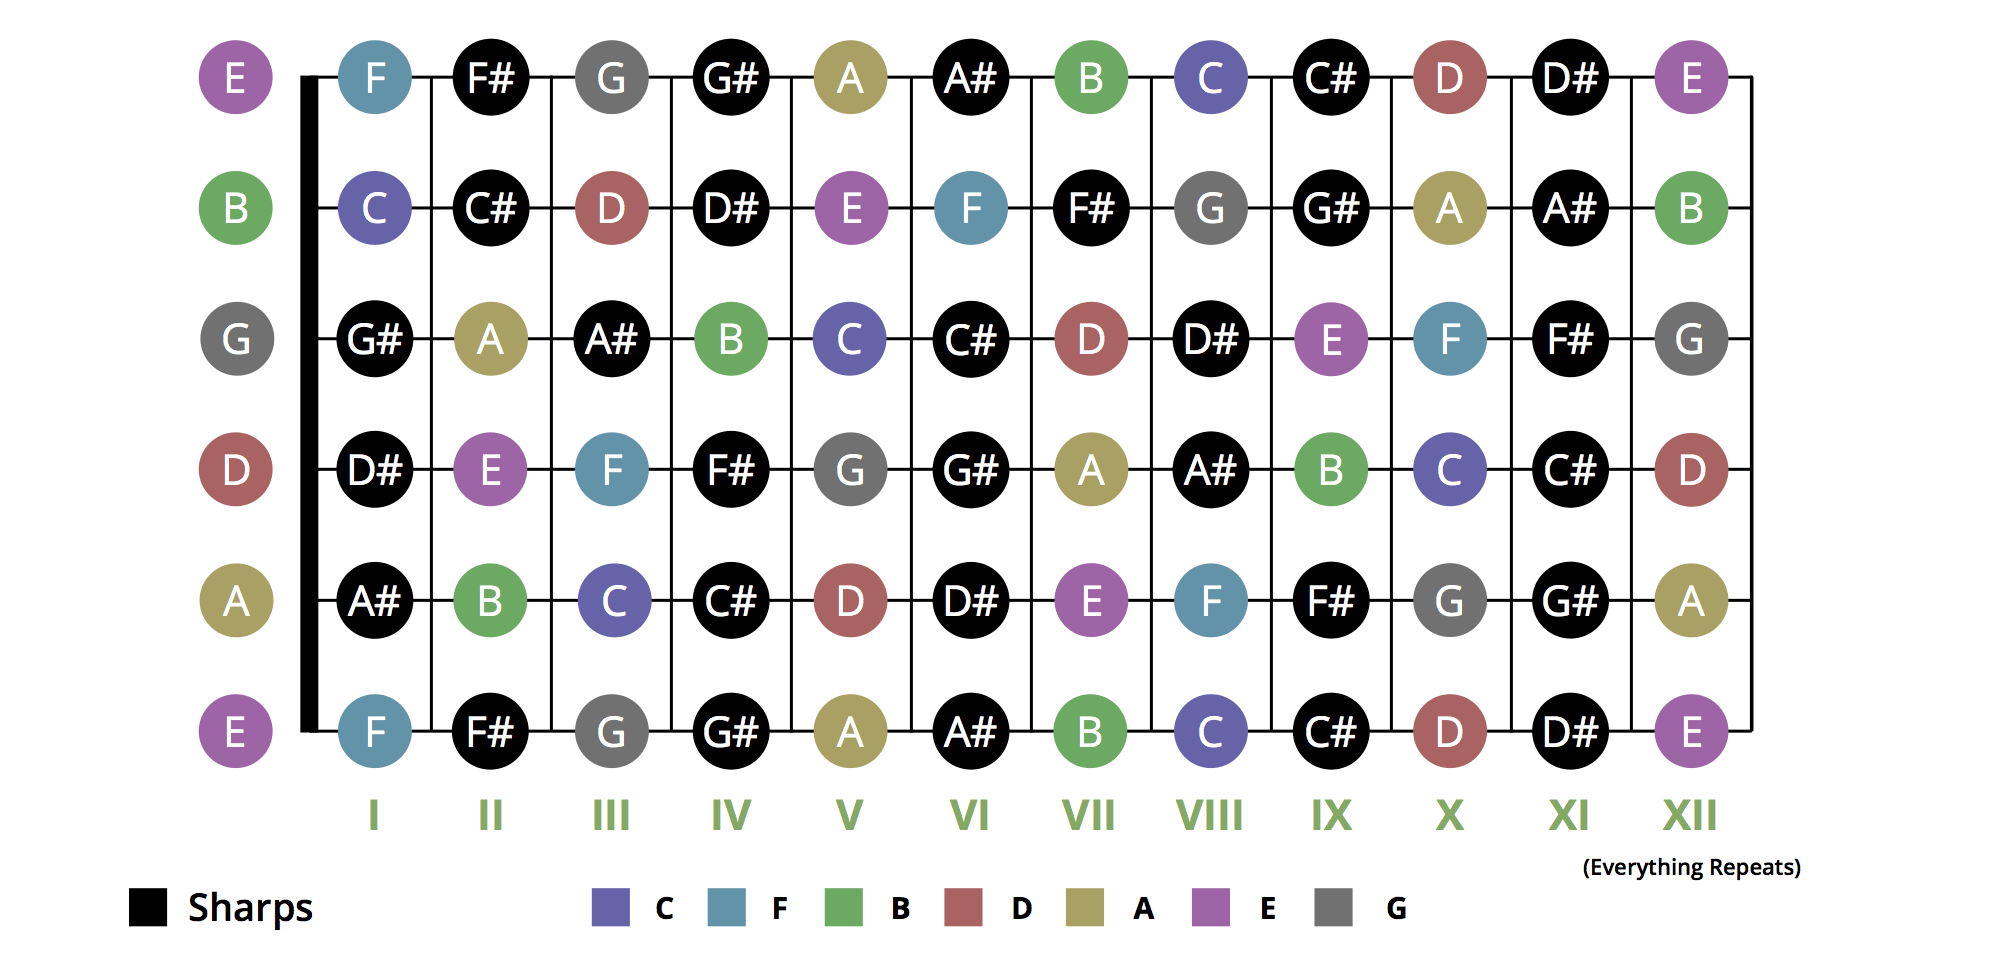 E F F# G G# A A# B C C# D D# E
B C C# D D# E F F# G G# A A# B
G G# A A# B C C# D D# E F F# G
D D# E F F# G G# A A# B C C# D
A A# B C C# D D# E F F# G G# A
E F F# G G# A A# B C C# D D# E
I II III IV V VI VII VIII IX X XI XII
(Everything Repeats)
Sharps C F B D A E G